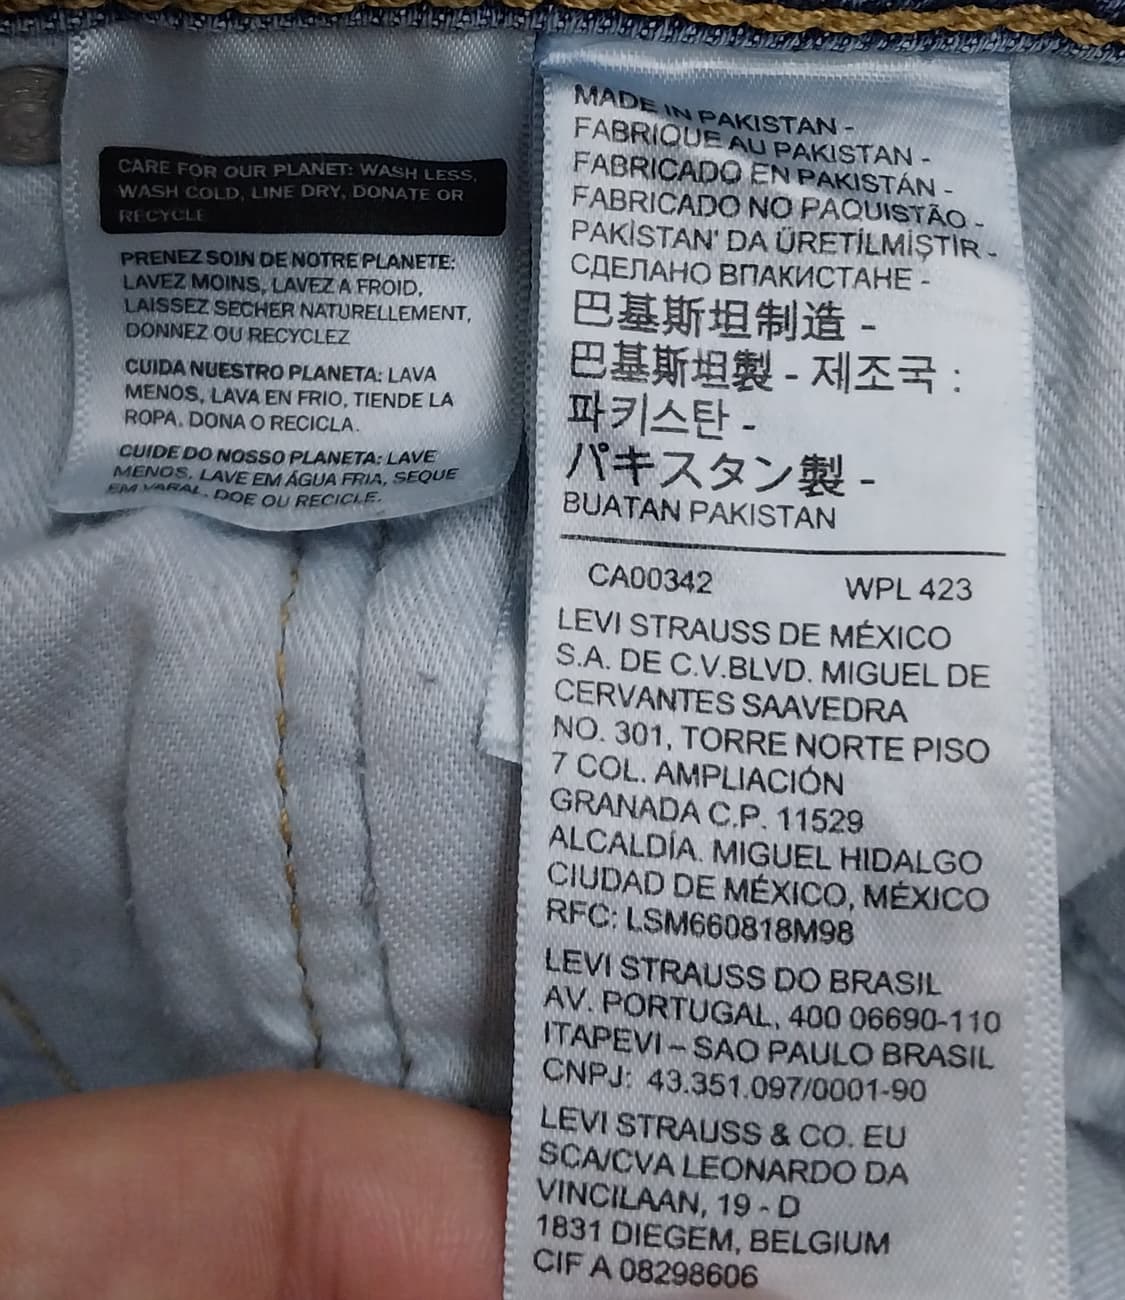 CARE FOR OUR PLANET: WASH LESS,
WASH COLD, LINE DRY, DONATE OR
RECYCLE
PRENEZ SOIN DE NOTRE PLANETE:
LAVEZ MOINS, LAVEZ A FROID,
LAISSEZ SECHER NATURELLEMENT,
DONNEZ OU RECYCLEZ
CUIDA NUESTRO PLANETA: LAVA
MENOS, LAVA EN FRIO, TIENDE LA
ROPA, DONA O RECICLA.
CUIDE DO NOSSO PLANETA: LAVE
MENOS, LAVE EM ÁGUA FRIA, SEQUE
EM VARAL, DOE OU RECICLE.
MADE IN PAKISTAN -
FABRIQUE AU PAKISTAN -
FABRICADO EN PAKISTÁN -
FABRICADO NO PAQUISTÃO -
PAKİSTAN' DA ÜRETİLMİŞTİR -
СДЕЛАНО ВПАКИСТАНЕ -
巴基斯坦制造 -
巴基斯坦製 - 제조국 :
파키스탄 -
パキスタン製 -
BUATAN PAKISTAN
CA00342 WPL 423
LEVI STRAUSS DE MÉXICO
S.A. DE C.V.BLVD. MIGUEL DE
CERVANTES SAAVEDRA
NO. 301, TORRE NORTE PISO
7 COL. AMPLIACIÓN
GRANADA C.P. 11529
ALCALDÍA. MIGUEL HIDALGO
CIUDAD DE MÉXICO, MÉXICO
RFC: LSM660818M98
LEVI STRAUSS DO BRASIL
AV. PORTUGAL, 400 06690-110
ITAPEVI – SAO PAULO BRASIL
CNPJ: 43.351.097/0001-90
LEVI STRAUSS & CO. EU
SCA/CVA LEONARDO DA
VINCILAAN, 19 - D
1831 DIEGEM, BELGIUM
CIF A 08298606